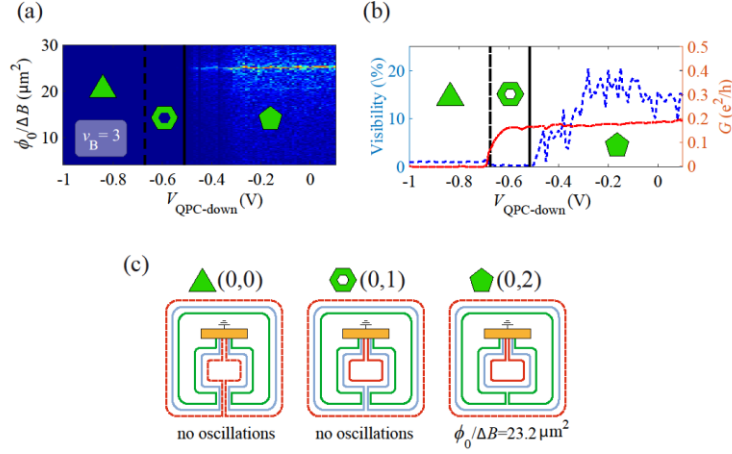 (a)
(b)
30
20
10
ϕ₀/ΔB (μm²)
ν_B = 3
-1 -0.8 -0.6 -0.4 -0.2 0
V_QPC-down (V)
20
10
0
Visibility (\%)
0.5
0.4
0.3
0.2
0.1
0
G (e²/h)
-1 -0.8 -0.6 -0.4 -0.2 0
V_QPC-down (V)
(c)
(0,0) (0,1) (0,2)
no oscillations no oscillations ϕ₀/ΔB=23.2 μm²